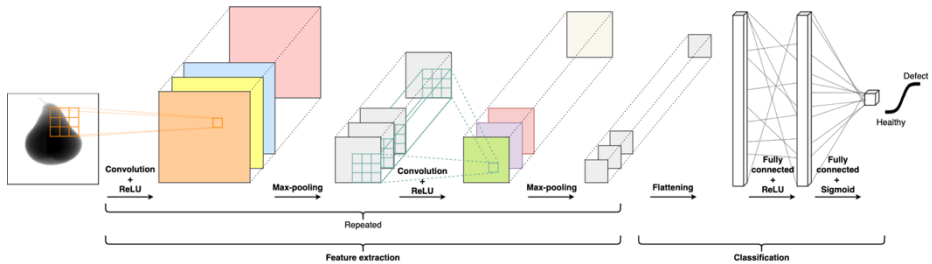 Convolution
+
ReLU
Max-pooling
Convolution
+
ReLU
Max-pooling
Flattening
Fully
connected
+
ReLU
Fully
connected
+
Sigmoid
Defect
Healthy
Repeated
Feature extraction
Classification